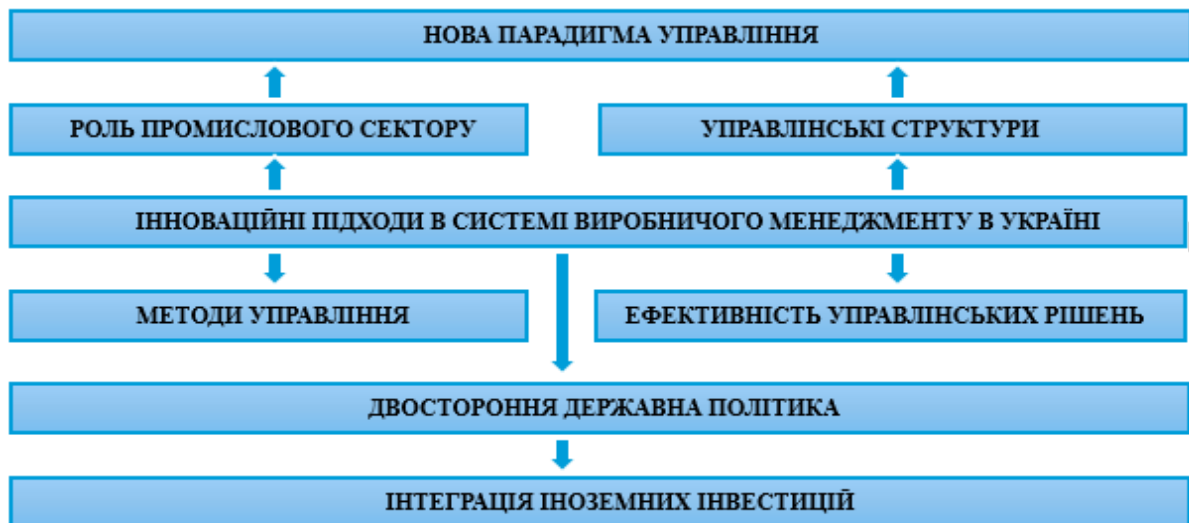 НОВА ПАРАДИГМА УПРАВЛІННЯ
РОЛЬ ПРОМИСЛОВОГО СЕКТОРУ
УПРАВЛІНСЬКІ СТРУКТУРИ
ІННОВАЦІЙНІ ПІДХОДИ В СИСТЕМІ ВИРОБНИЧОГО МЕНЕДЖМЕНТУ В УКРАЇНІ
МЕТОДИ УПРАВЛІННЯ
ЕФЕКТИВНІСТЬ УПРАВЛІНСЬКИХ РІШЕНЬ
ДВОСТОРОННЯ ДЕРЖАВНА ПОЛІТИКА
ІНТЕГРАЦІЯ ІНОЗЕМНИХ ІНВЕСТИЦІЙ